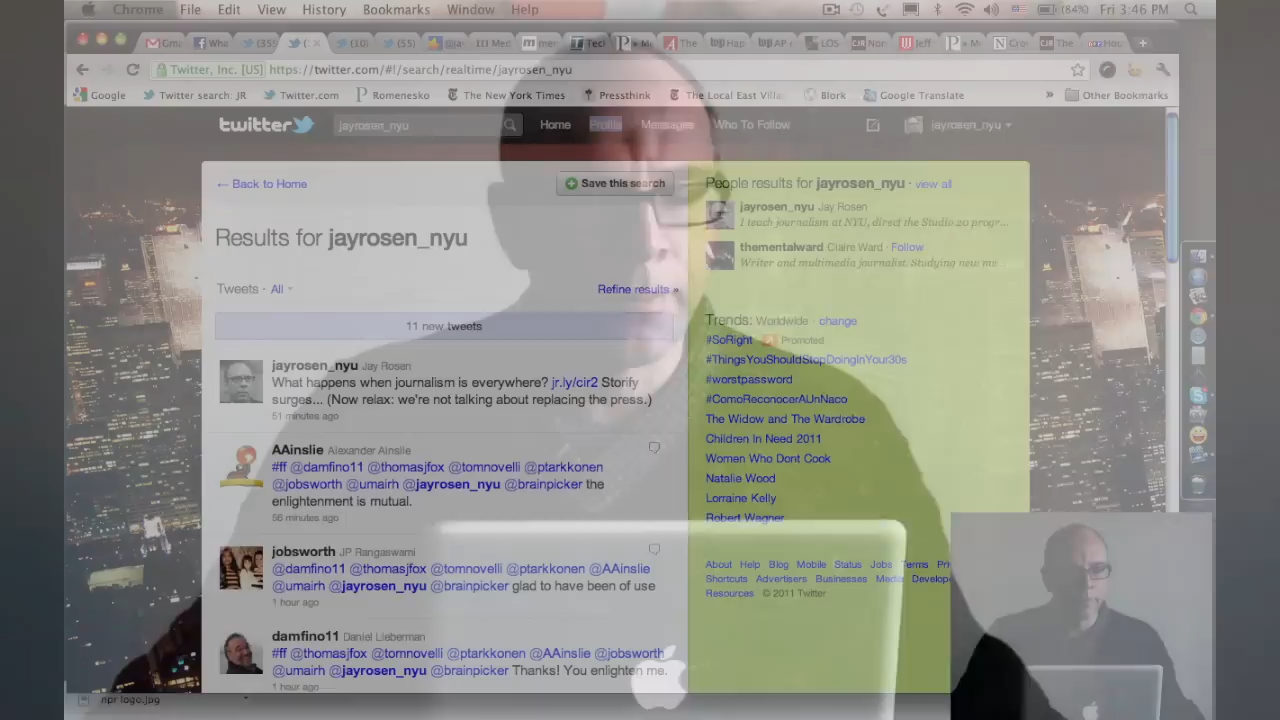 Chrome File Edit View History Bookmarks Window Help (84%) Fri 3:46 PM
Twitter, Inc. [US] https://twitter.com/#!/search/realtime/jayrosen_nyu
Google Twitter search: JR Twitter.com Romenesko The New York Times Pressthink The Local East Villa Blork Google Translate » Other Bookmarks
twitter jayrosen_nyu Home Profile Messages Who To Follow jayrosen_nyu
← Back to Home Save this search
Results for jayrosen_nyu
Tweets · All Refine results »
11 new tweets
jayrosen_nyu Jay Rosen
What happens when journalism is everywhere? jr.ly/cir2 Storify
surges... (Now relax: we're not talking about replacing the press.)
51 minutes ago
AAinslie Alexander Ainslie
#ff @damfino11 @thomasjfox @tomnovelli @ptarkkonen
@jobsworth @umairh @jayrosen_nyu @brainpicker the
enlightenment is mutual.
56 minutes ago
jobsworth JP Rangaswami
@damfino11 @thomasjfox @tomnovelli @ptarkkonen @AAinslie
@umairh @jayrosen_nyu @brainpicker glad to have been of use
1 hour ago
damfino11 Daniel Lieberman
#ff @thomasjfox @tomnovelli @ptarkkonen @AAinslie @jobsworth
@umairh @jayrosen_nyu @brainpicker Thanks! You enlighten me.
1 hour ago
People results for jayrosen_nyu · view all
jayrosen_nyu Jay Rosen
I teach journalism at NYU, direct the Studio 20 progr...
thementalward Claire Ward · Follow
Writer and multimedia journalist. Studying new me...
Trends: Worldwide · change
#SoRight Promoted
#ThingsYouShouldStopDoingInYour30s
#worstpassword
#ComoReconocerAUnNaco
The Widow and The Wardrobe
Children In Need 2011
Women Who Dont Cook
Natalie Wood
Lorraine Kelly
Robert Wagner
About Help Blog Mobile Status Jobs Terms Pri
Shortcuts Advertisers Businesses Media Develop
Resources © 2011 Twitter
npr logo.jpg